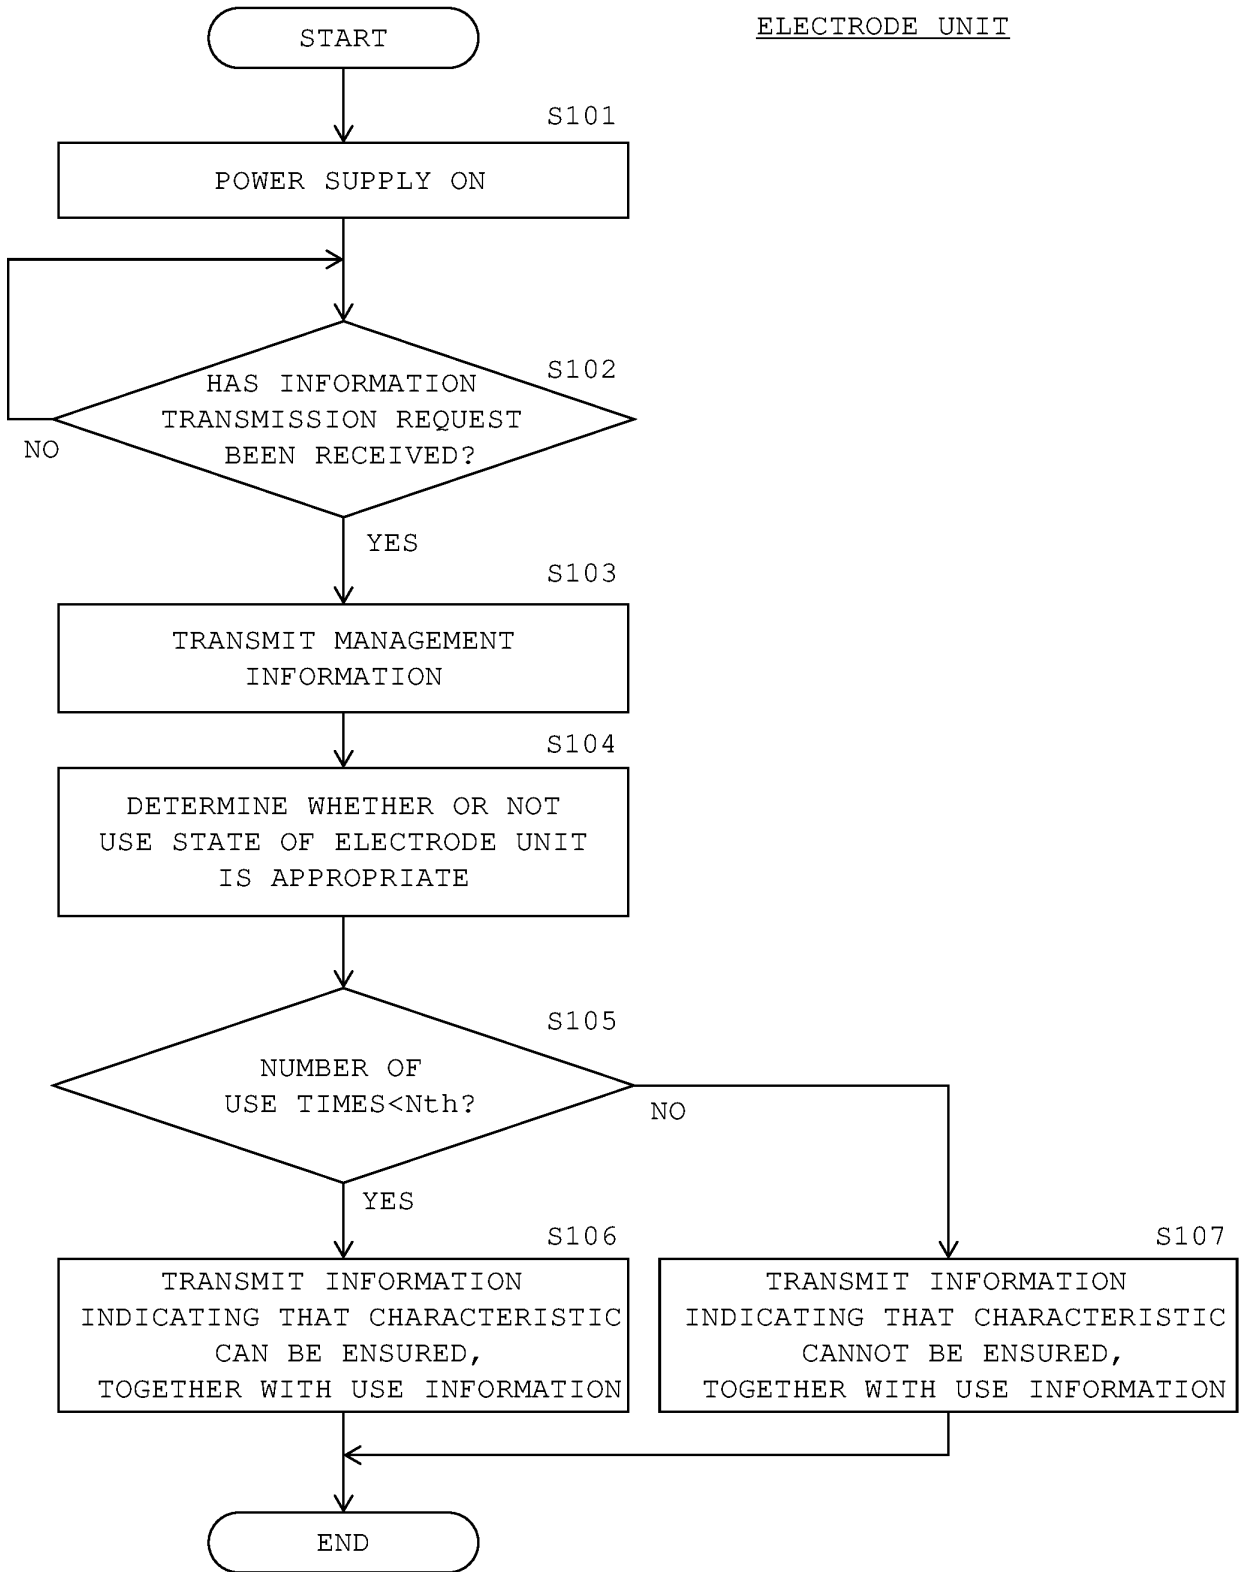 ELECTRODE UNIT
START
S101
POWER SUPPLY ON
S102
HAS INFORMATION
TRANSMISSION REQUEST
BEEN RECEIVED?
NO
YES
S103
TRANSMIT MANAGEMENT
INFORMATION
S104
DETERMINE WHETHER OR NOT
USE STATE OF ELECTRODE UNIT
IS APPROPRIATE
S105
NUMBER OF
USE TIMES<Nth?
NO
YES
S106
TRANSMIT INFORMATION
INDICATING THAT CHARACTERISTIC
CAN BE ENSURED,
TOGETHER WITH USE INFORMATION
S107
TRANSMIT INFORMATION
INDICATING THAT CHARACTERISTIC
CANNOT BE ENSURED,
TOGETHER WITH USE INFORMATION
END